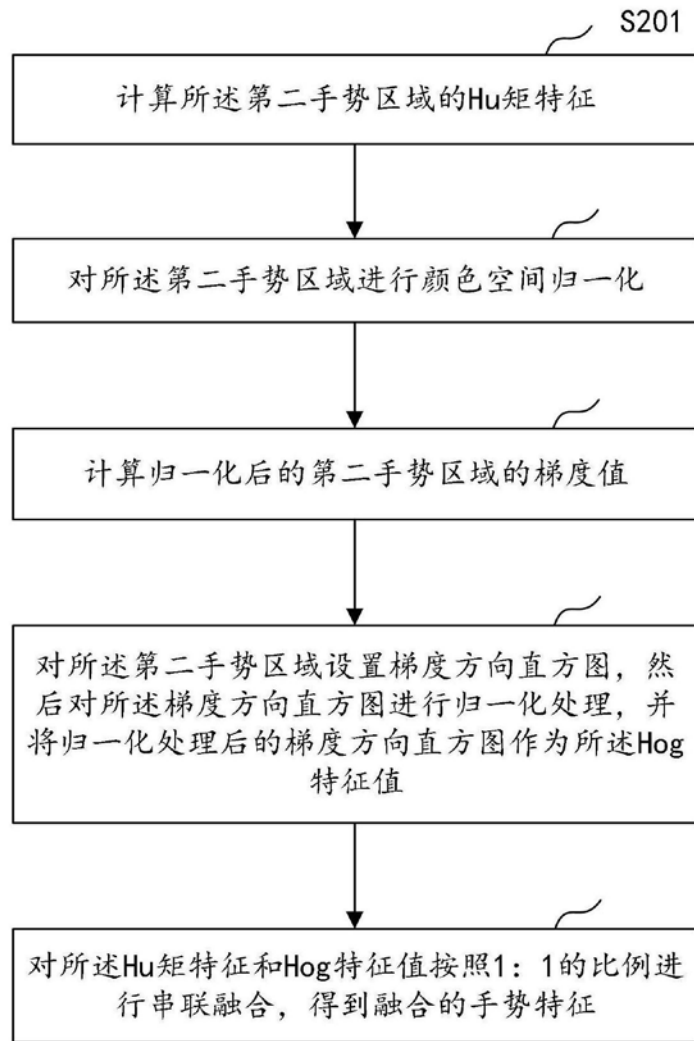 S201
计算所述第二手势区域的Hu矩特征
对所述第二手势区域进行颜色空间归一化
计算归一化后的第二手势区域的梯度值
对所述第二手势区域设置梯度方向直方图，然
后对所述梯度方向直方图进行归一化处理，并
将归一化处理后的梯度方向直方图作为所述Hog
特征值
对所述Hu矩特征和Hog特征值按照1：1的比例进
行串联融合，得到融合的手势特征